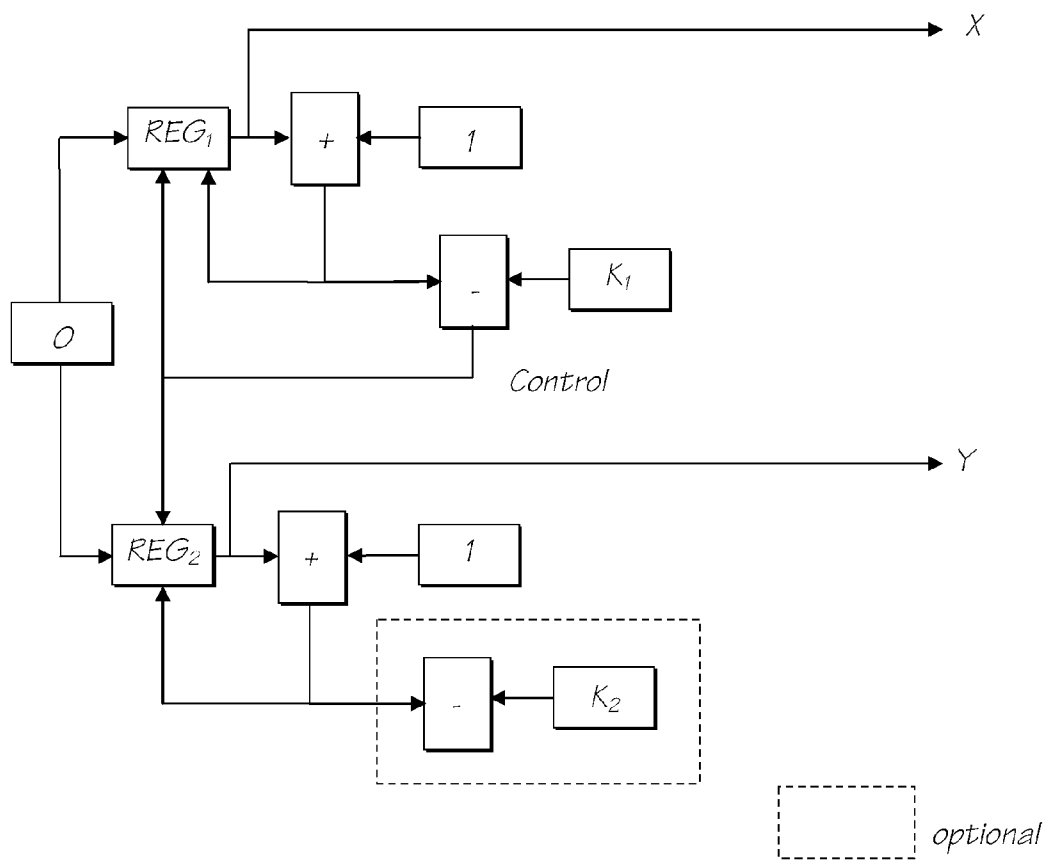 X
REG₁
+
1
-
K₁
0
Control
Y
REG₂
+
1
-
K₂
optional